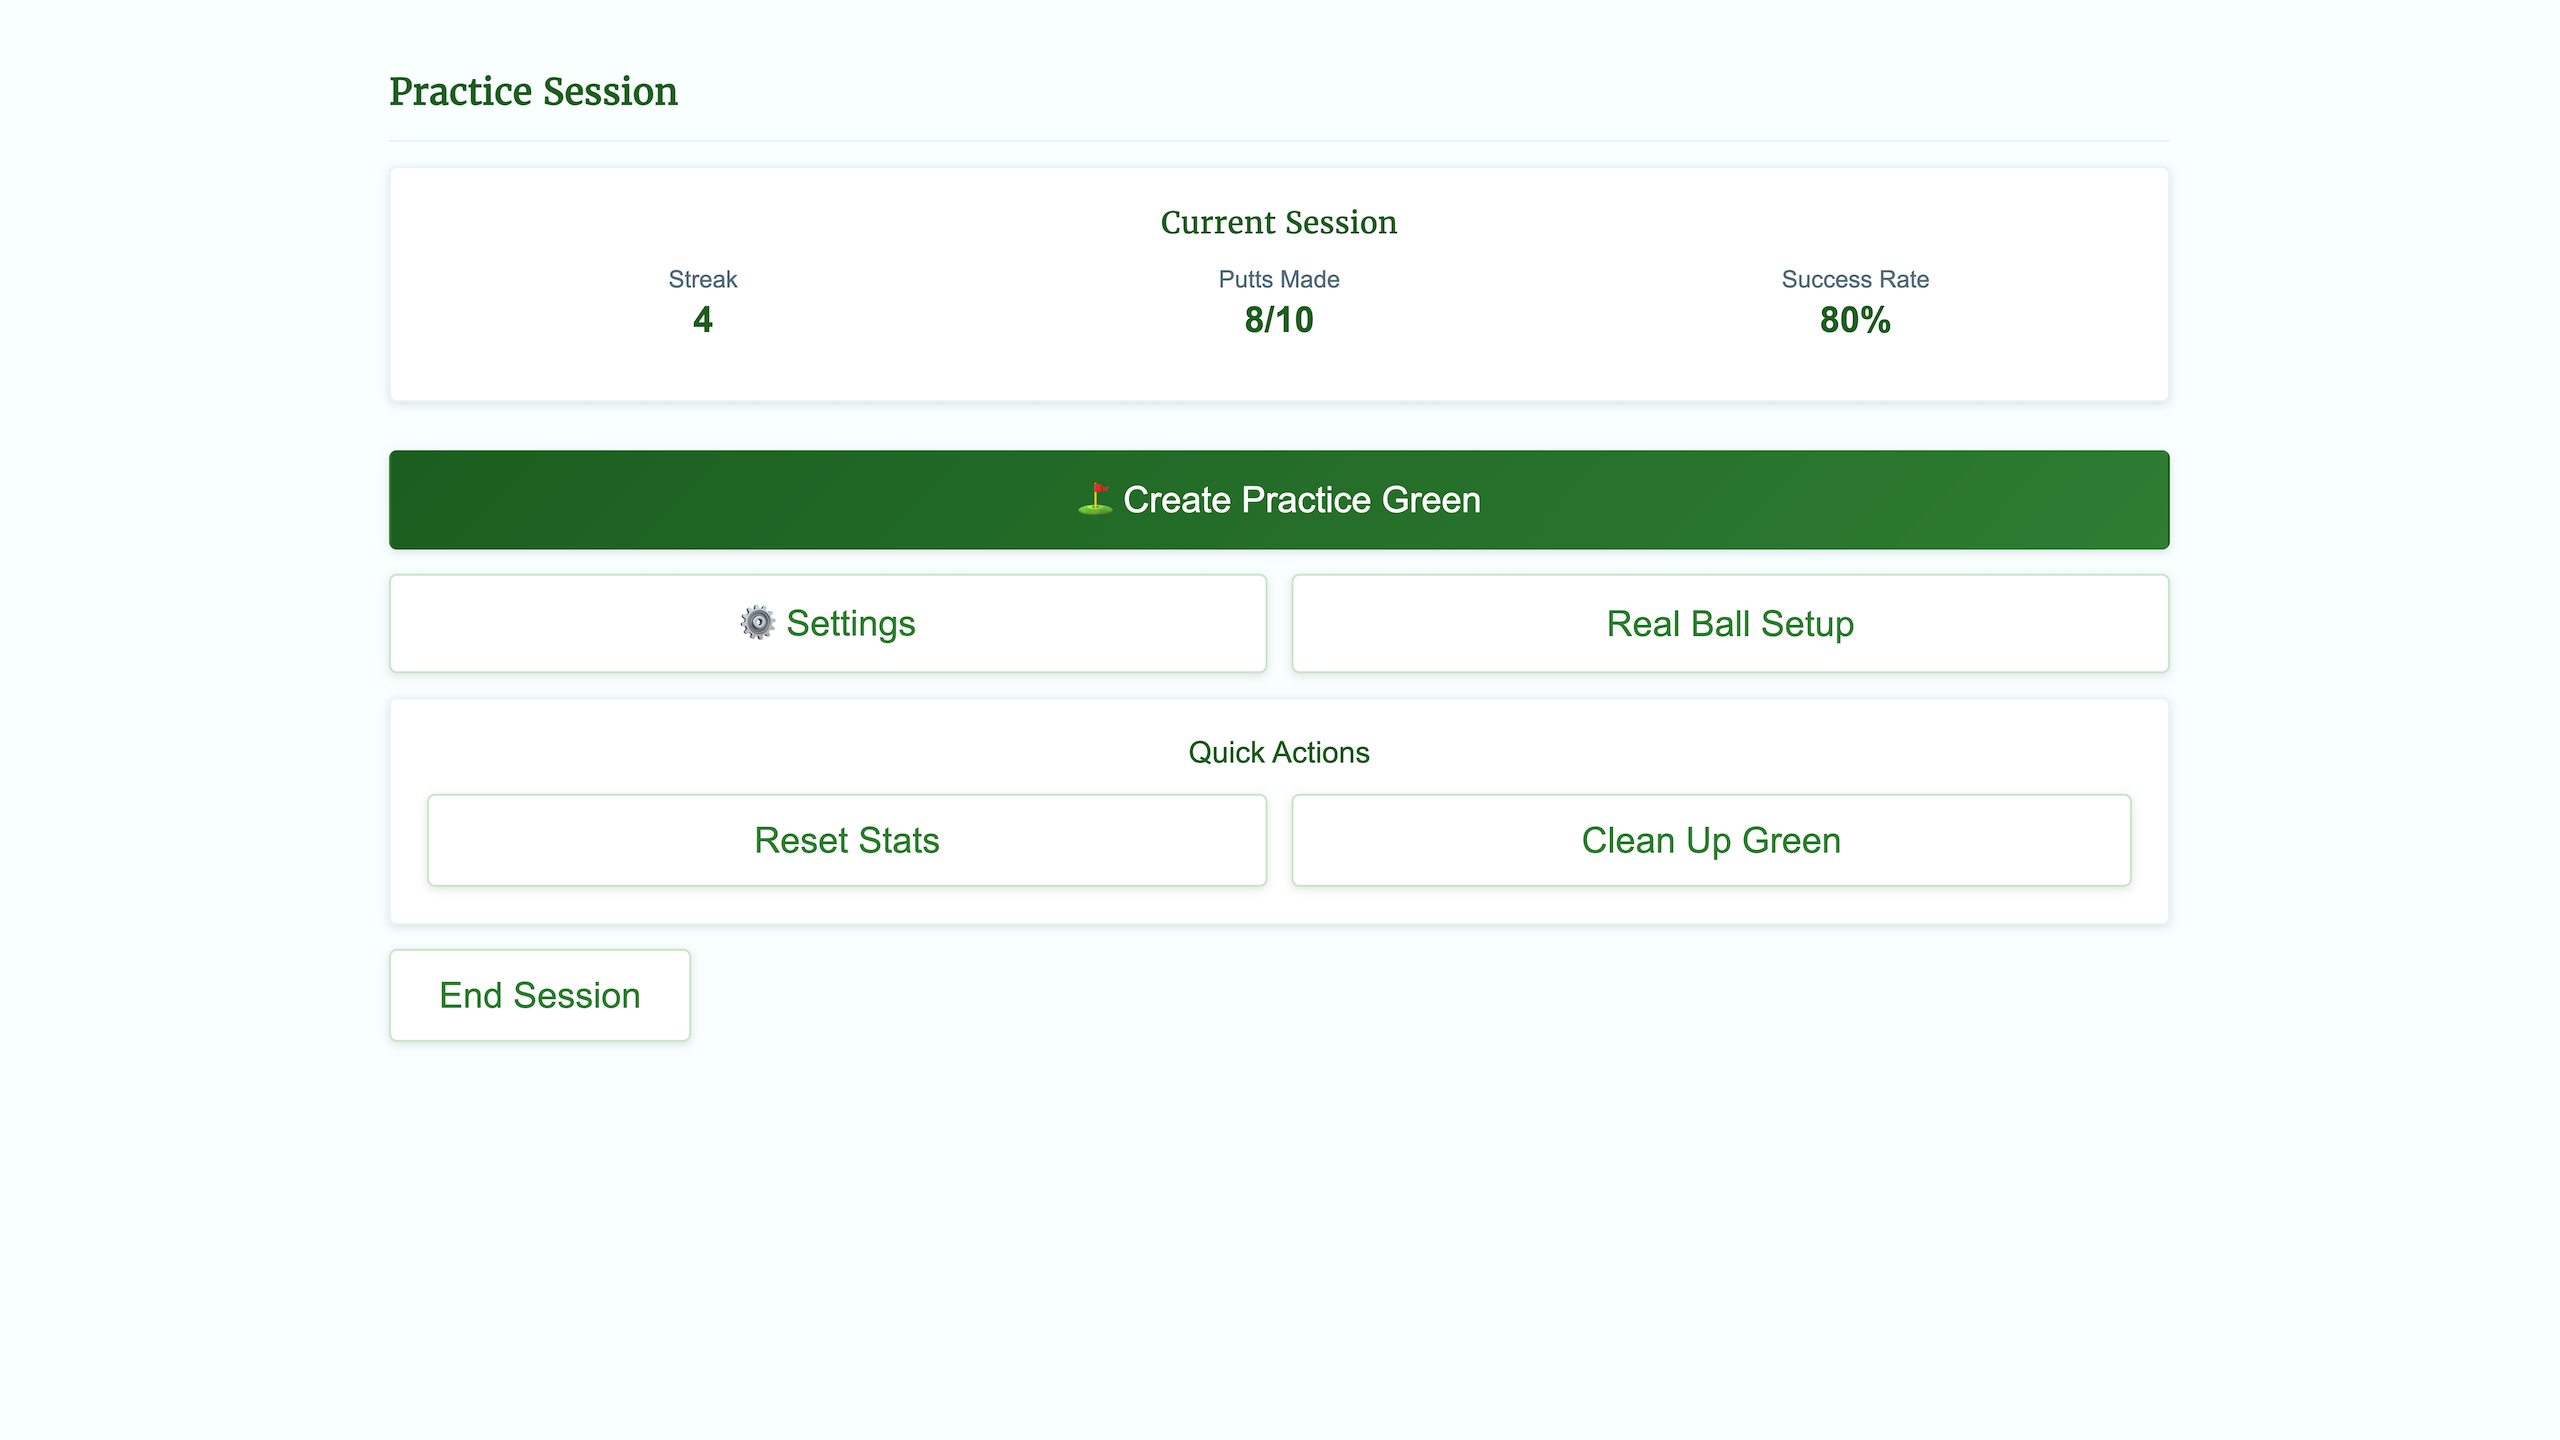 Practice Session
Current Session
Streak
Putts Made
Success Rate
4
8/10
80%
⛳ Create Practice Green
⚙️ Settings
Real Ball Setup
Quick Actions
Reset Stats
Clean Up Green
End Session